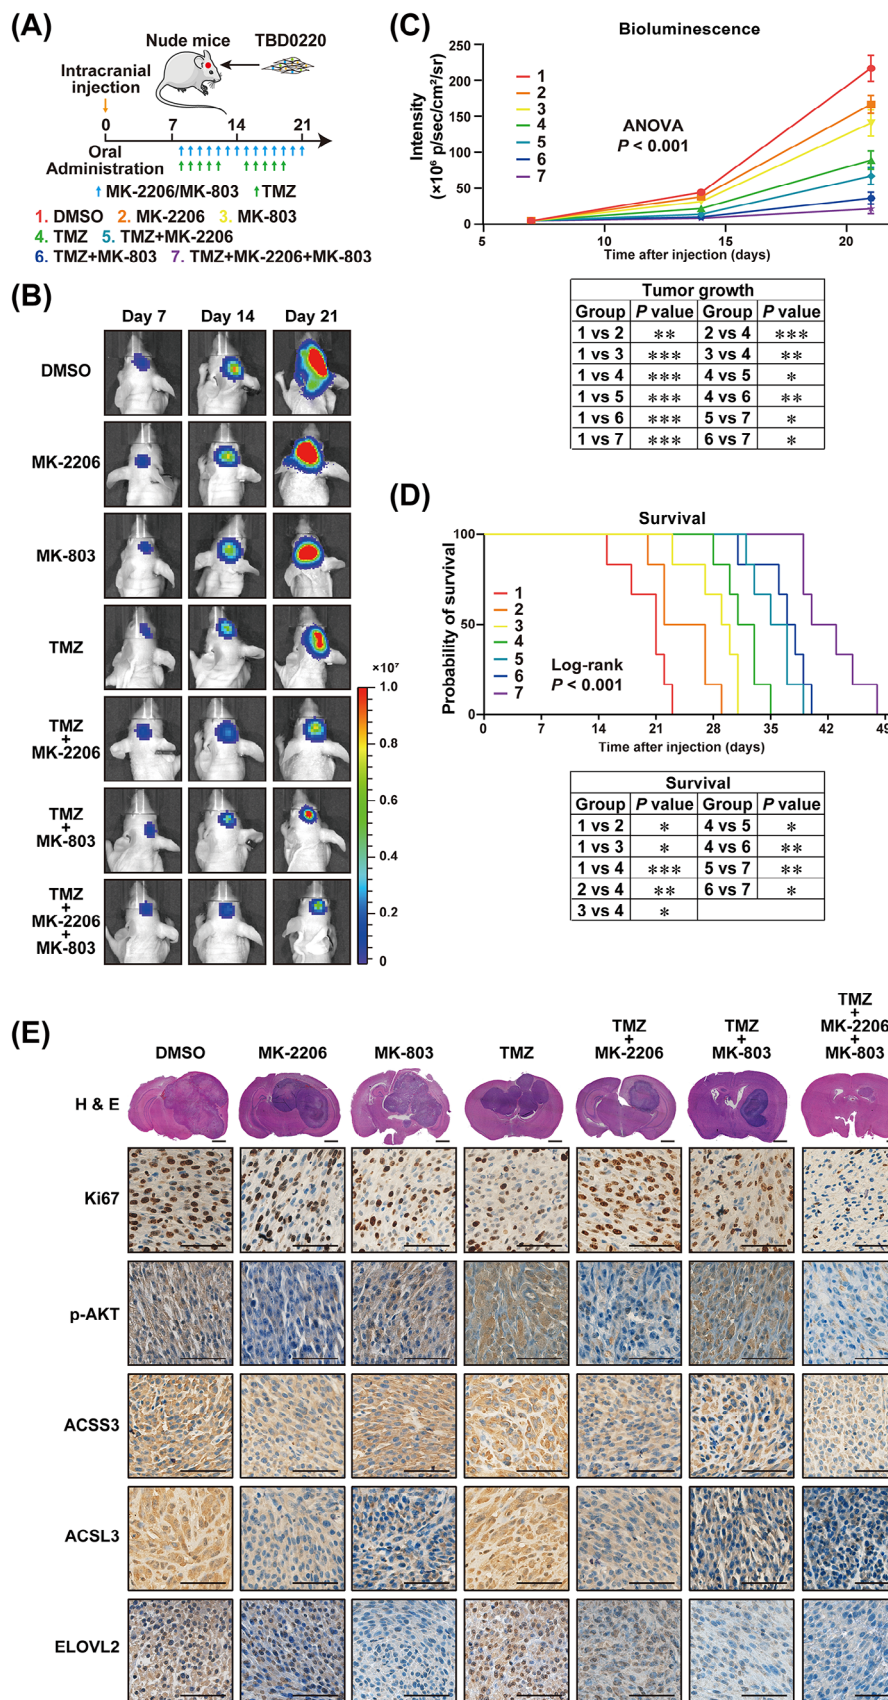 (A)
Nude mice
TBD0220
Intracranial
injection
0 7 14 21
Oral
Administration
MK-2206/MK-803 TMZ
1. DMSO 2. MK-2206 3. MK-803
4. TMZ 5. TMZ+MK-2206
6. TMZ+MK-803 7. TMZ+MK-2206+MK-803
(B)
Day 7 Day 14 Day 21
DMSO
MK-2206
MK-803
TMZ
TMZ
+
MK-2206
TMZ
+
MK-803
TMZ
+
MK-2206
+
MK-803
×10⁷
1.0
0.8
0.6
0.4
0.2
0
(C)
Bioluminescence
Intensity
(×10⁶ p/sec/cm²/sr)
250
200
150
100
50
0
1
2
3
4
5
6
7
ANOVA
P < 0.001
5 10 15 20
Time after injection (days)
Tumor growth
Group P value Group P value
1 vs 2 ** 2 vs 4 ***
1 vs 3 *** 3 vs 4 **
1 vs 4 *** 4 vs 5 *
1 vs 5 *** 4 vs 6 **
1 vs 6 *** 5 vs 7 *
1 vs 7 *** 6 vs 7 *
(D)
Survival
Probability of survival
100
50
0
1
2
3
4
5
6
7
Log-rank
P < 0.001
0 7 14 21 28 35 42 49
Time after injection (days)
Survival
Group P value Group P value
1 vs 2 * 4 vs 5 *
1 vs 3 * 4 vs 6 **
1 vs 4 *** 5 vs 7 **
2 vs 4 ** 6 vs 7 *
3 vs 4 *
(E)
DMSO
MK-2206
MK-803
TMZ
TMZ
+
MK-2206
TMZ
+
MK-803
TMZ
+
MK-2206
+
MK-803
H & E
Ki67
p-AKT
ACSS3
ACSL3
ELOVL2